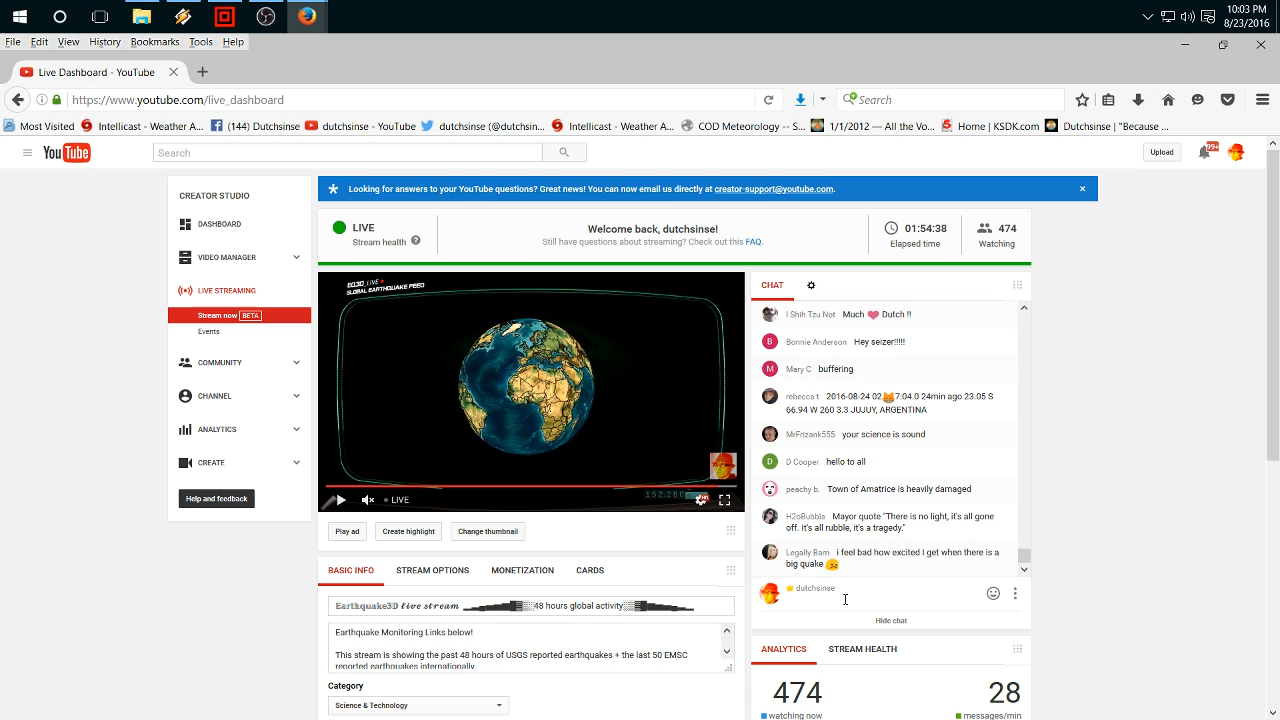 10:03 PM
8/23/2016
File Edit View History Bookmarks Tools Help
Live Dashboard - YouTube
https://www.youtube.com/live_dashboard
Search
Most Visited
Intellicast - Weather A...
(144) Dutchsinse
dutchsinse - YouTube
dutchsinse (@dutchsin...
Intellicast - Weather A...
COD Meteorology -- S...
1/1/2012 — All the Vo...
Home | KSDK.com
Dutchsinse | "Because ...
YouTube
Search
Upload
99+
CREATOR STUDIO
DASHBOARD
VIDEO MANAGER
LIVE STREAMING
Stream now BETA
Events
COMMUNITY
CHANNEL
ANALYTICS
CREATE
Help and feedback
Looking for answers to your YouTube questions? Great news! You can now email us directly at creator-support@youtube.com.
LIVE
Stream health
Welcome back, dutchsinse!
Still have questions about streaming? Check out this FAQ.
01:54:38
Elapsed time
474
Watching
EQ3D_LIVE
GLOBAL EARTHQUAKE FEED
LIVE
Play ad
Create highlight
Change thumbnail
BASIC INFO
STREAM OPTIONS
MONETIZATION
CARDS
Earthquake3D live stream ▁▂▃▄▅▆▇█▓▒░48 hours global activity░▒▓█▇▆▅▄▃▂▁
Earthquake Monitoring Links below!
This stream is showing the past 48 hours of USGS reported earthquakes + the last 50 EMSC
reported earthquakes internationally.
Category
Science & Technology
CHAT
I Shih Tzu Not Much ❤ Dutch !!
B
Bonnie Anderson Hey seizer!!!!!
M
Mary C buffering
rebecca t 2016-08-24 02😸7:04.0 24min ago 23.05 S
66.94 W 260 3.3 JUJUY, ARGENTINA
MrFrizank555 your science is sound
D
D Cooper hello to all
peachy b. Town of Amatrice is heavily damaged
H2oBubble Mayor quote "There is no light, it's all gone
off. It's all rubble, it's a tragedy."
Legally Bam i feel bad how excited I get when there is a
big quake 😣
dutchsinse
Hide chat
ANALYTICS
STREAM HEALTH
474
watching now
28
messages/min